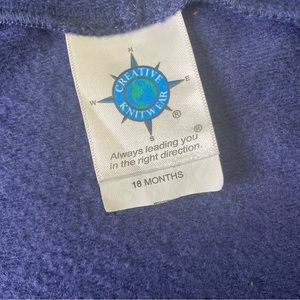 N
W
E
CREATIVE
KNITWEAR
®
S
®
Always leading you
in the right direction.
18 MONTHS